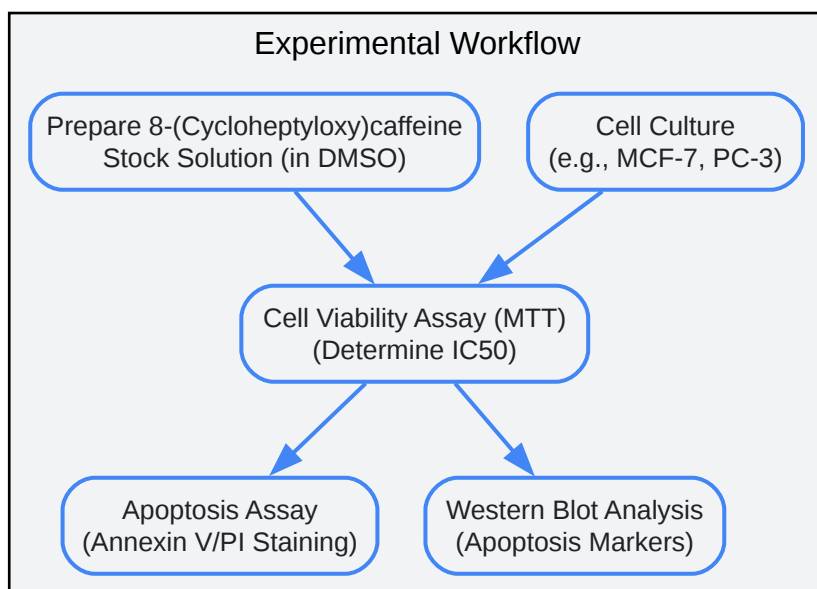 Experimental Workflow
Prepare 8-(Cycloheptyloxy)caffeine
Stock Solution (in DMSO)
Cell Culture
(e.g., MCF-7, PC-3)
Cell Viability Assay (MTT)
(Determine IC50)
Apoptosis Assay
(Annexin V/PI Staining)
Western Blot Analysis
(Apoptosis Markers)